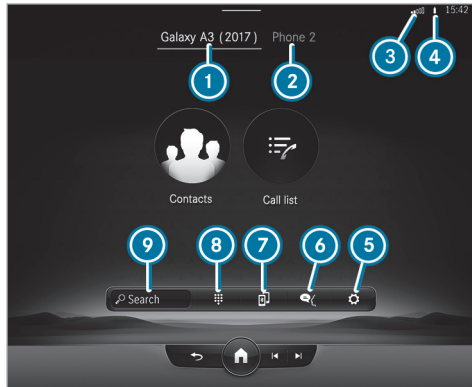 15:42
Galaxy A3 (2017) Phone 2
3 4
1 2
Contacts Call list
9 8 7 6 5
Search